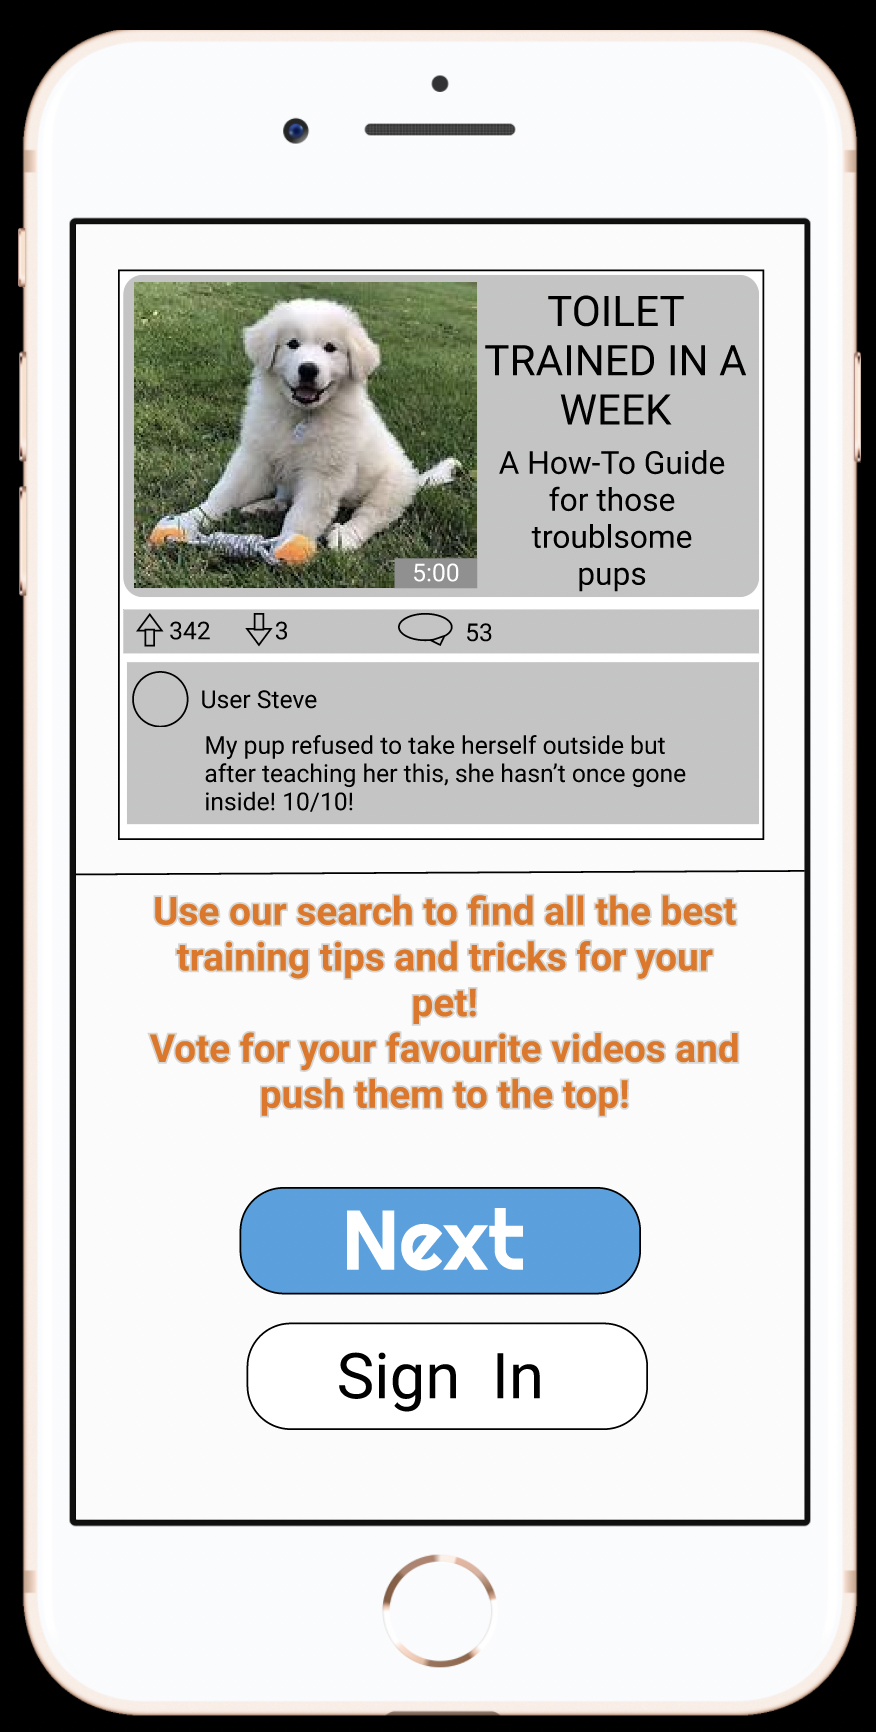 TOILET
TRAINED IN A
WEEK
A How-To Guide
for those
troublsome
pups
5:00
342 3 53
User Steve
My pup refused to take herself outside but
after teaching her this, she hasn't once gone
inside! 10/10!
Use our search to find all the best
training tips and tricks for your
pet!
Vote for your favourite videos and
push them to the top!
Next
Sign In